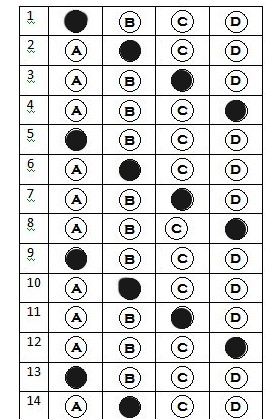 1 B C D
2 A C D
3 A B D
4 A B C
5 B C D
6 A C D
7 A B D
8 A B C
9 B C D
10 A C D
11 A B D
12 A B C
13 B C D
14 A C D